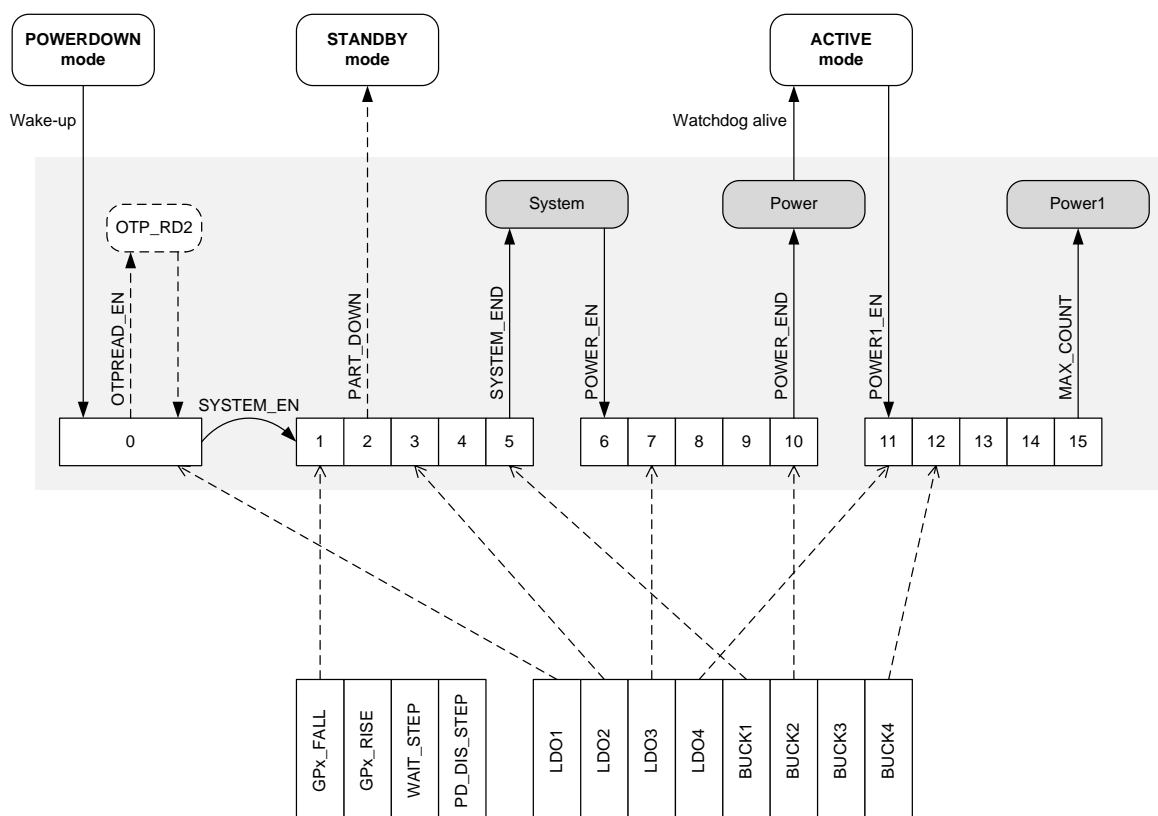 POWERDOWN
mode
STANDBY
mode
ACTIVE
mode
Wake-up
Watchdog alive
OTP_RD2
System
Power
Power1
OTPREAD_EN
SYSTEM_EN
PART_DOWN
SYSTEM_END
POWER_EN
POWER_END
POWER1_EN
MAX_COUNT
0
1
2
3
4
5
6
7
8
9
10
11
12
13
14
15
GPx_FALL
GPx_RISE
WAIT_STEP
PD_DIS_STEP
LDO1
LDO2
LDO3
LDO4
BUCK1
BUCK2
BUCK3
BUCK4